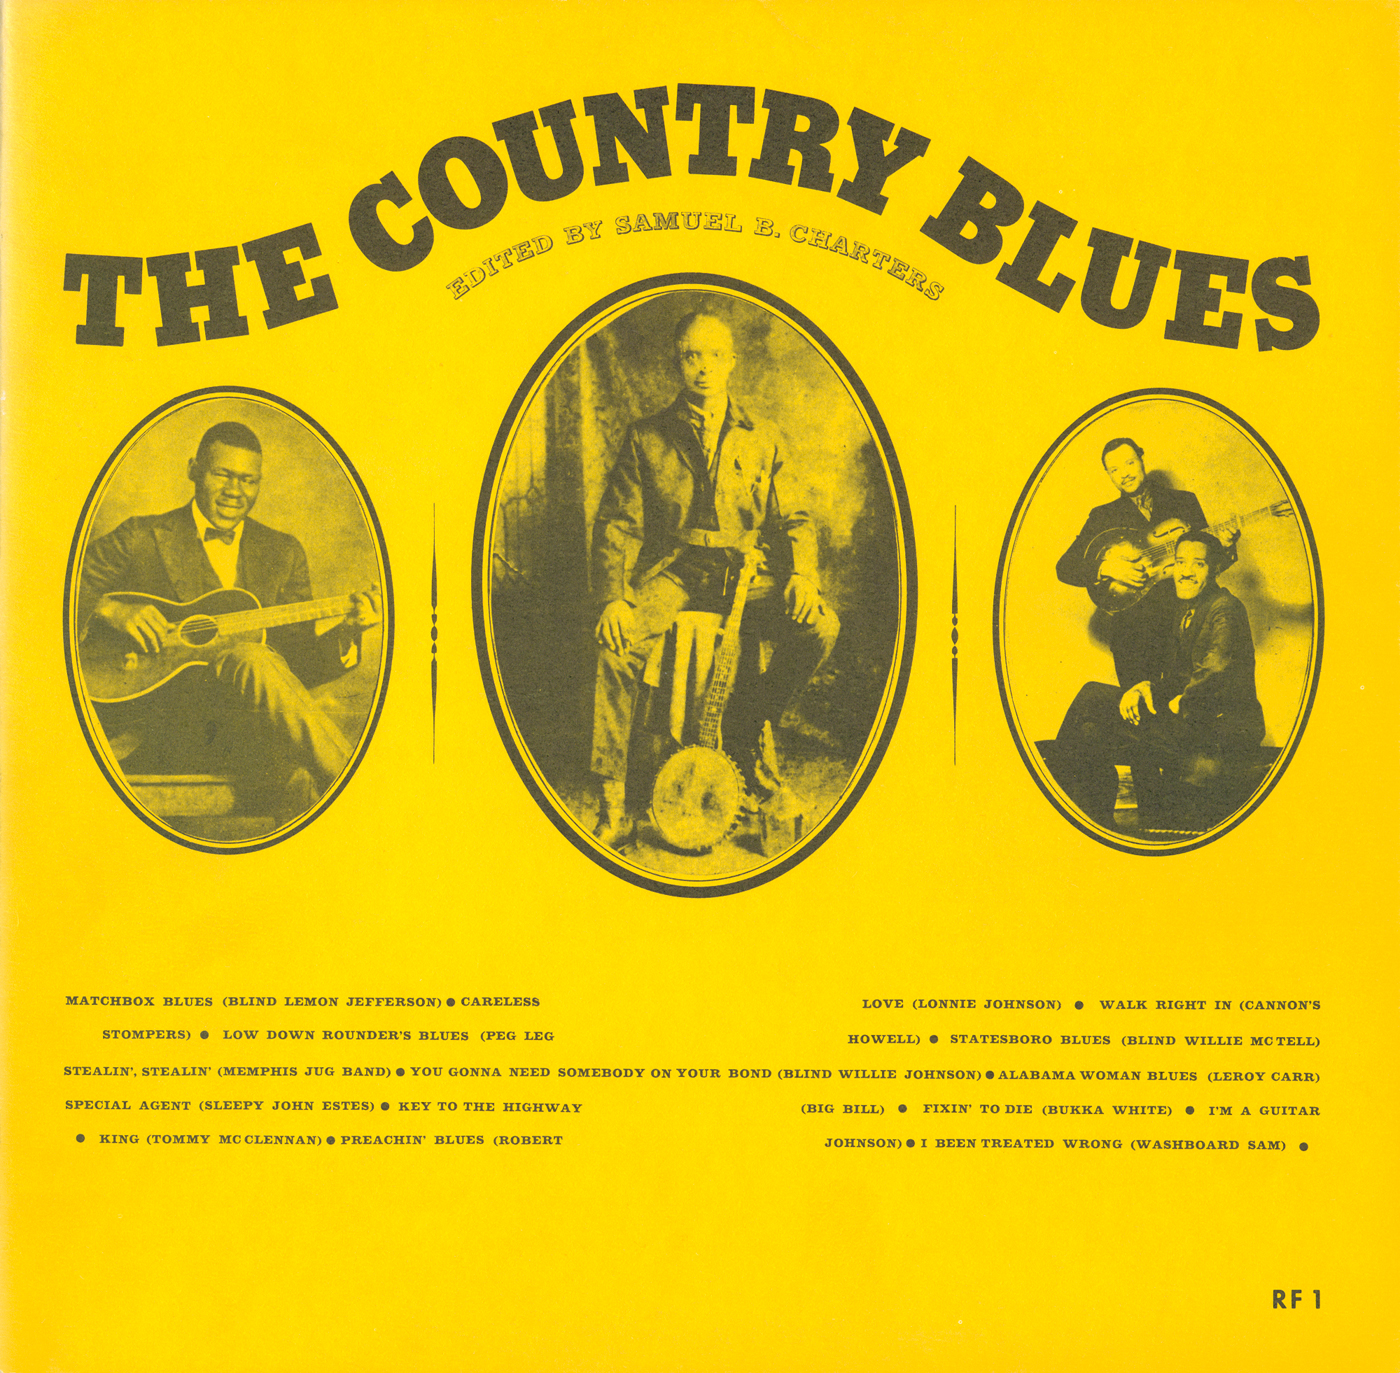 THE COUNTRY BLUES
EDITED BY SAMUEL B. CHARTERS
MATCHBOX BLUES (BLIND LEMON JEFFERSON) ● CARELESS LOVE (LONNIE JOHNSON) ● WALK RIGHT IN (CANNON'S
STOMPERS) ● LOW DOWN ROUNDER'S BLUES (PEG LEG HOWELL) ● STATESBORO BLUES (BLIND WILLIE MCTELL)
STEALIN', STEALIN' (MEMPHIS JUG BAND) ● YOU GONNA NEED SOMEBODY ON YOUR BOND (BLIND WILLIE JOHNSON) ● ALABAMA WOMAN BLUES (LEROY CARR)
SPECIAL AGENT (SLEEPY JOHN ESTES) ● KEY TO THE HIGHWAY (BIG BILL) ● FIXIN' TO DIE (BUKKA WHITE) ● I'M A GUITAR
● KING (TOMMY MCCLENNAN) ● PREACHIN' BLUES (ROBERT JOHNSON) ● I BEEN TREATED WRONG (WASHBOARD SAM) ●
RF 1